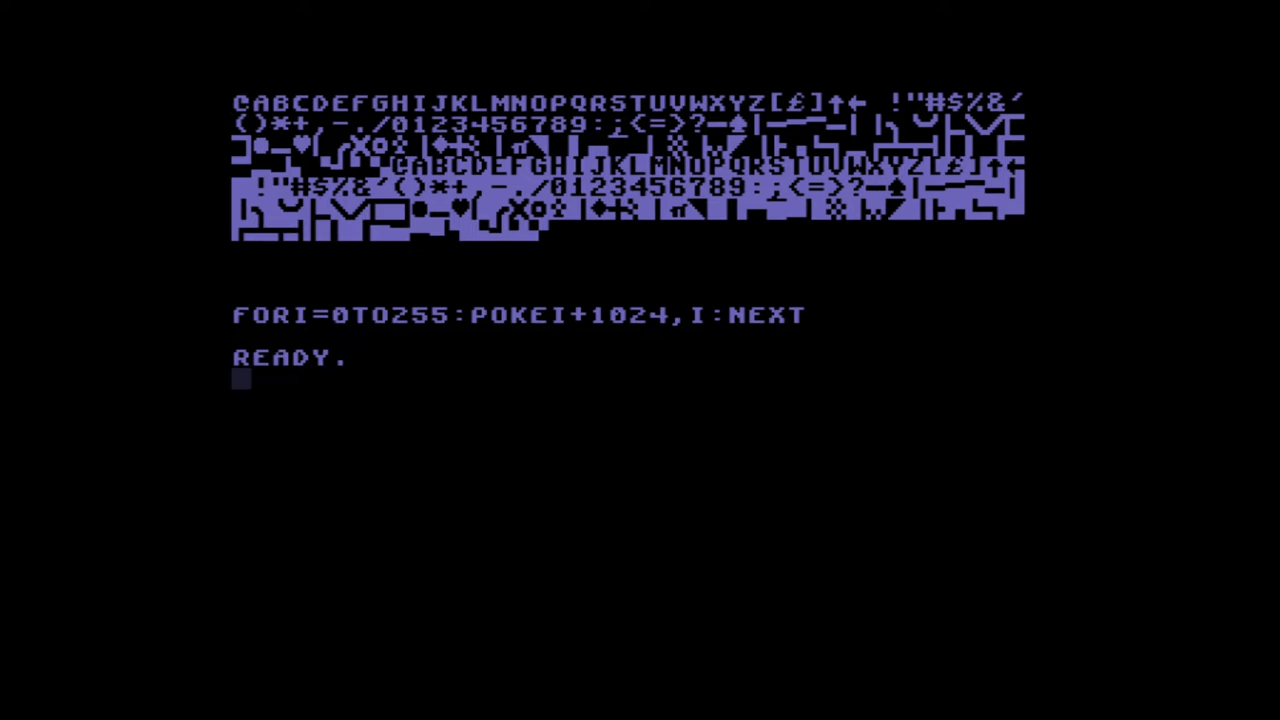 @ABCDEFGHIJKLMNOPQRSTUVWXYZ[£]↑← !"#$%&'
()*+,-./0123456789:;<=>?
@ABCDEFGHIJKLMNOPQRSTUVWXYZ[£]↑←
!"#$%&'()*+,-./0123456789:;<=>?
FORI=0TO255:POKEI+1024,I:NEXT
READY.